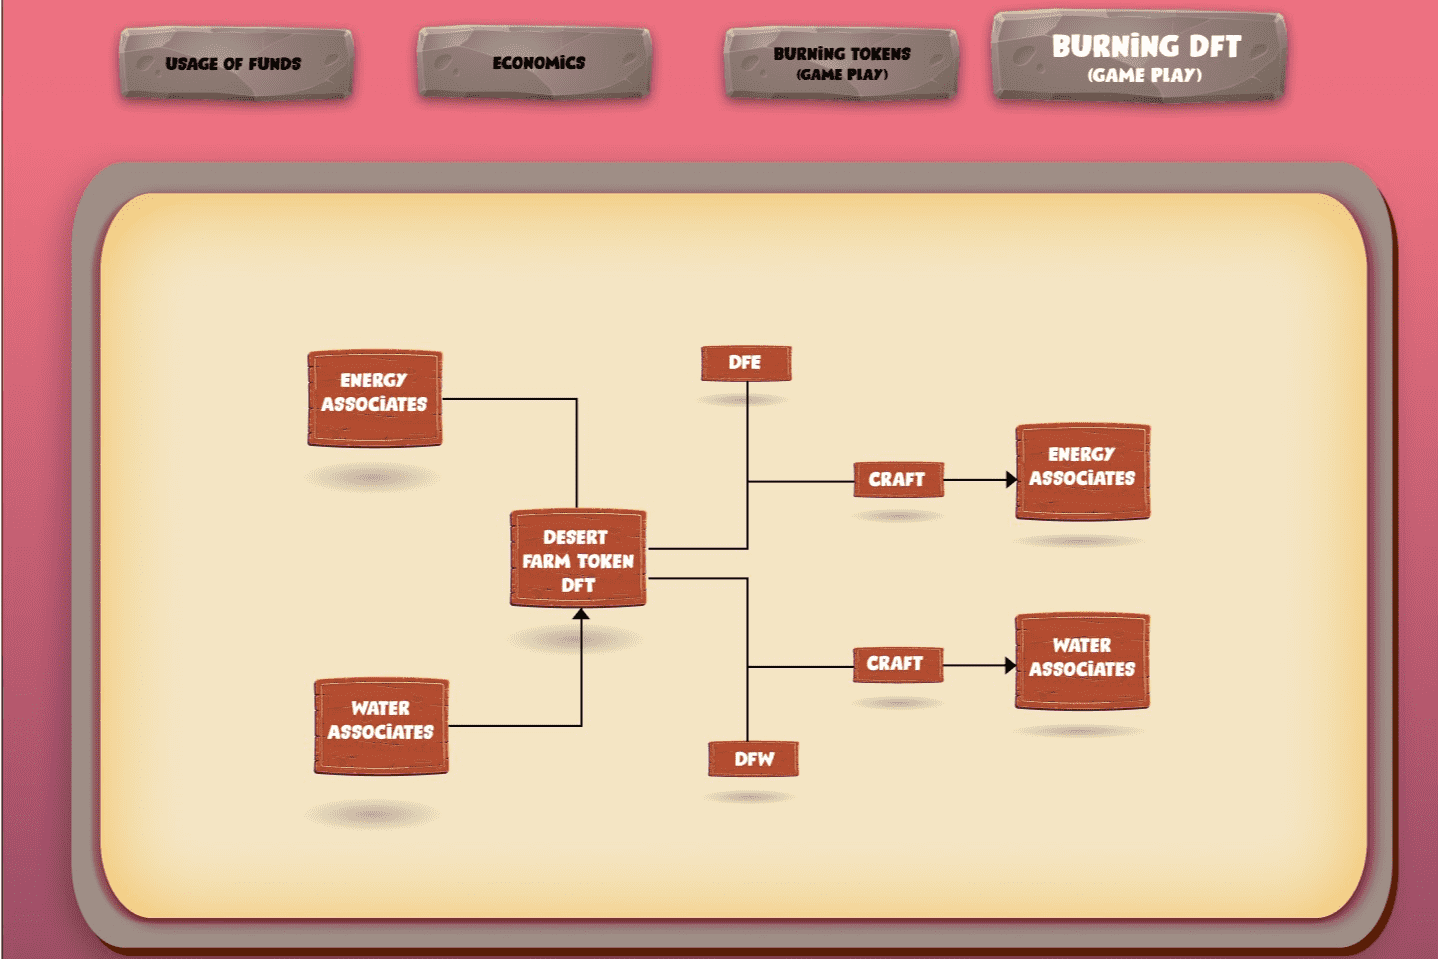 USAGE OF FUNDS
ECONOMiCS
BURNiNG TOKENS
(GAME PLAY)
BURNiNG DFT
(GAME PLAY)
ENERGY
ASSOCiATES
DESERT
FARM TOKEN
DFT
WATER
ASSOCiATES
DFE
CRAFT
ENERGY
ASSOCiATES
CRAFT
WATER
ASSOCiATES
DFW